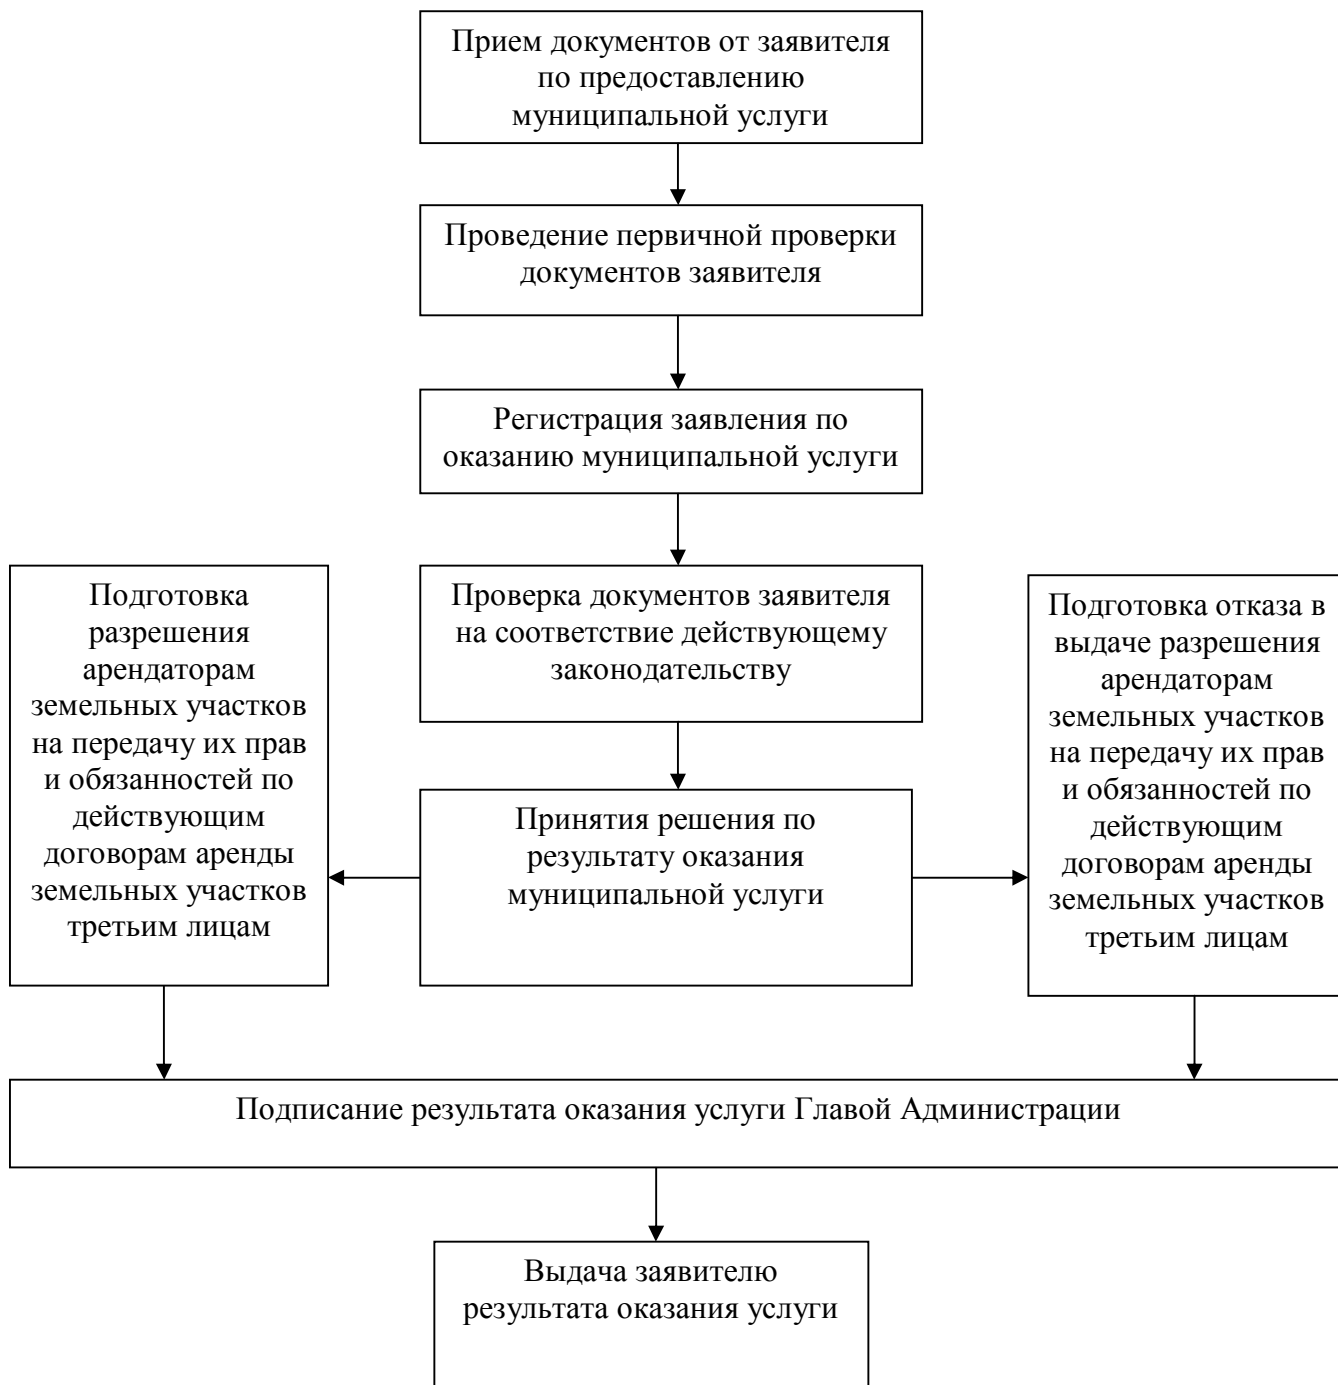 Прием документов от заявителя
по предоставлению
муниципальной услуги
Проведение первичной проверки
документов заявителя
Регистрация заявления по
оказанию муниципальной услуги
Проверка документов заявителя
на соответствие действующему
законодательству
Принятия решения по
результату оказания
муниципальной услуги
Подготовка
разрешения
арендаторам
земельных участков
на передачу их прав
и обязанностей по
действующим
договорам аренды
земельных участков
третьим лицам
Подготовка отказа в
выдаче разрешения
арендаторам
земельных участков
на передачу их прав
и обязанностей по
действующим
договорам аренды
земельных участков
третьим лицам
Подписание результата оказания услуги Главой Администрации
Выдача заявителю
результата оказания услуги